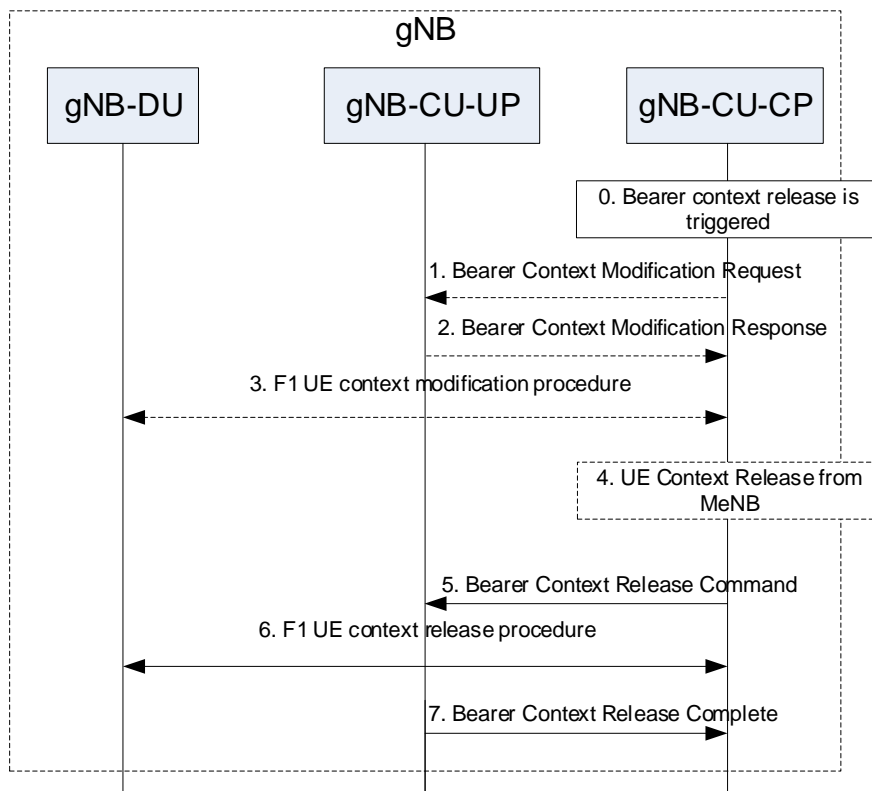 gNB
gNB-DU
gNB-CU-UP
gNB-CU-CP
0. Bearer context release is
triggered
1. Bearer Context Modification Request
2. Bearer Context Modification Response
3. F1 UE context modification procedure
4. UE Context Release from
MeNB
5. Bearer Context Release Command
6. F1 UE context release procedure
7. Bearer Context Release Complete